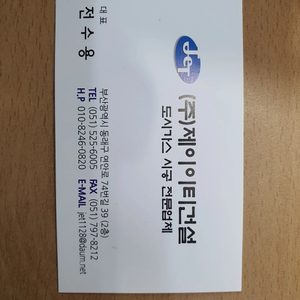 Jet
(주)제이이티건설
도시가스 시공 전문업체
대 표
전 수 용
부산광역시 동래구 연안로 74번길 39 (2층)
TEL (051) 525-6005 FAX (051) 797-8212
H.P 010-8246-0820 E-MAIL jet1128@daum.net